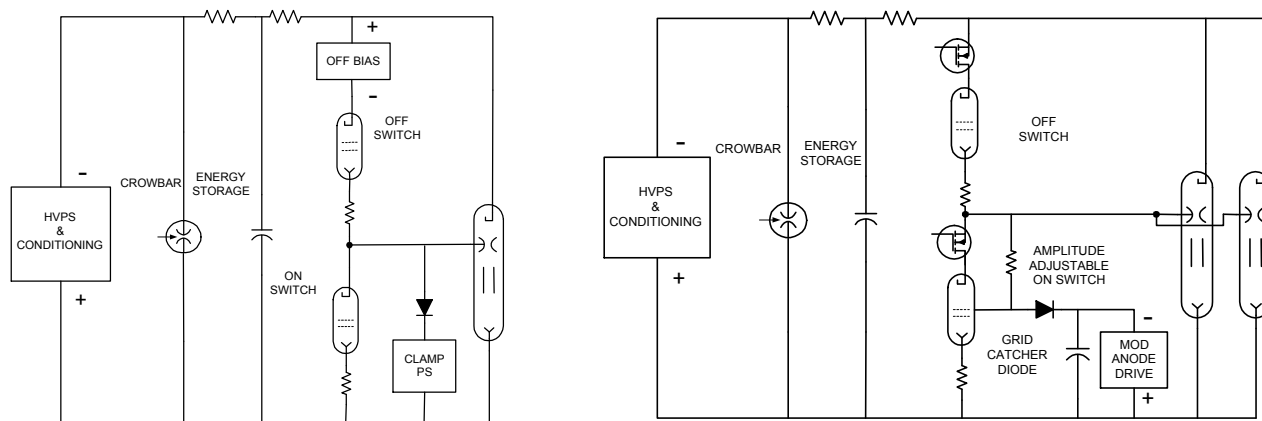 +
OFF BIAS
-
OFF
SWITCH
-
CROWBAR
ENERGY
STORAGE
HVPS
&
CONDITIONING
+
ON
SWITCH
CLAMP
PS
OFF
SWITCH
-
CROWBAR
ENERGY
STORAGE
HVPS
&
CONDITIONING
+
AMPLITUDE
ADJUSTABLE
ON SWITCH
GRID
CATCHER
DIODE
-
MOD
ANODE
DRIVE
+